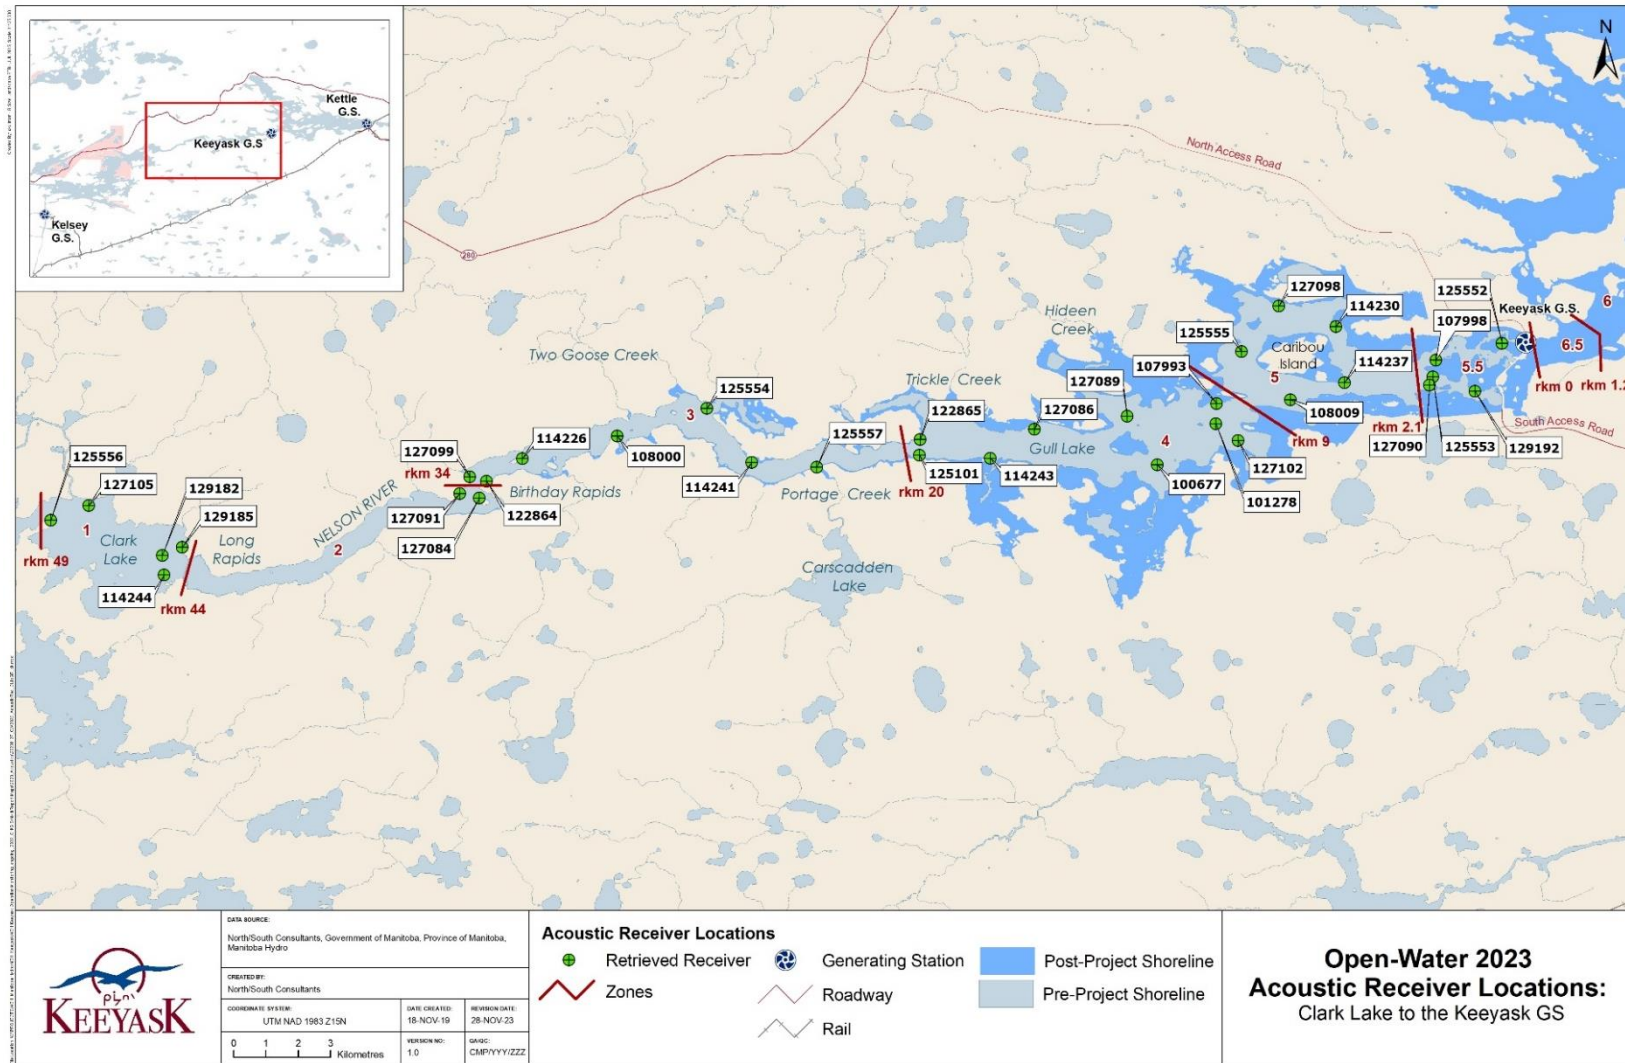 Kettle
G.S.
Keeyask G.S
Kelsey
G.S.
N
North Access Road
280
127098
125552
114230
Keeyask G.S.
6
Hideen
Creek
125555
107998
6.5
Two Goose Creek
Caribou
Island
114237
5.5
rkm 0
rkm 1.2
107993
5
Trickle Creek
127089
125554
3
122865
127086
108009
rkm 2.1
South Access Road
114226
125557
Gull Lake
4
rkm 9
127099
rkm 34
108000
127090
125553
129192
125556
127102
127105
129182
Birthday Rapids
114241
Portage Creek
125101
rkm 20
114243
100677
101278
129185
NELSON RIVER
127091
122864
1
Clark
Lake
Long
Rapids
2
127084
rkm 49
Carscadden
Lake
114244
rkm 44
KEEYASK
DATA SOURCE:
North/South Consultants, Government of Manitoba, Province of Manitoba,
Manitoba Hydro
CREATED BY:
North/South Consultants
COORDINATE SYSTEM:
UTM NAD 1983 Z15N
DATE CREATED:
18-NOV-19
REVISION DATE:
28-NOV-23
0 1 2 3 Kilometres
VERSION NO:
1.0
QA/QC:
CMP/YYY/ZZZ
Acoustic Receiver Locations
Retrieved Receiver
Zones
Generating Station
Roadway
Rail
Post-Project Shoreline
Pre-Project Shoreline
Open-Water 2023
Acoustic Receiver Locations:
Clark Lake to the Keeyask GS